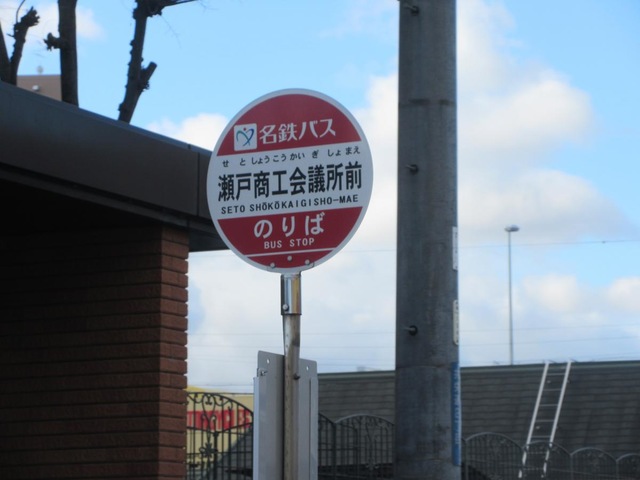 名鉄バス
せ と しょうこうかい ぎ しょ まえ
瀬戸商工会議所前
SETO SHŌKŌKAIGISHO-MAE
のりば
BUS STOP